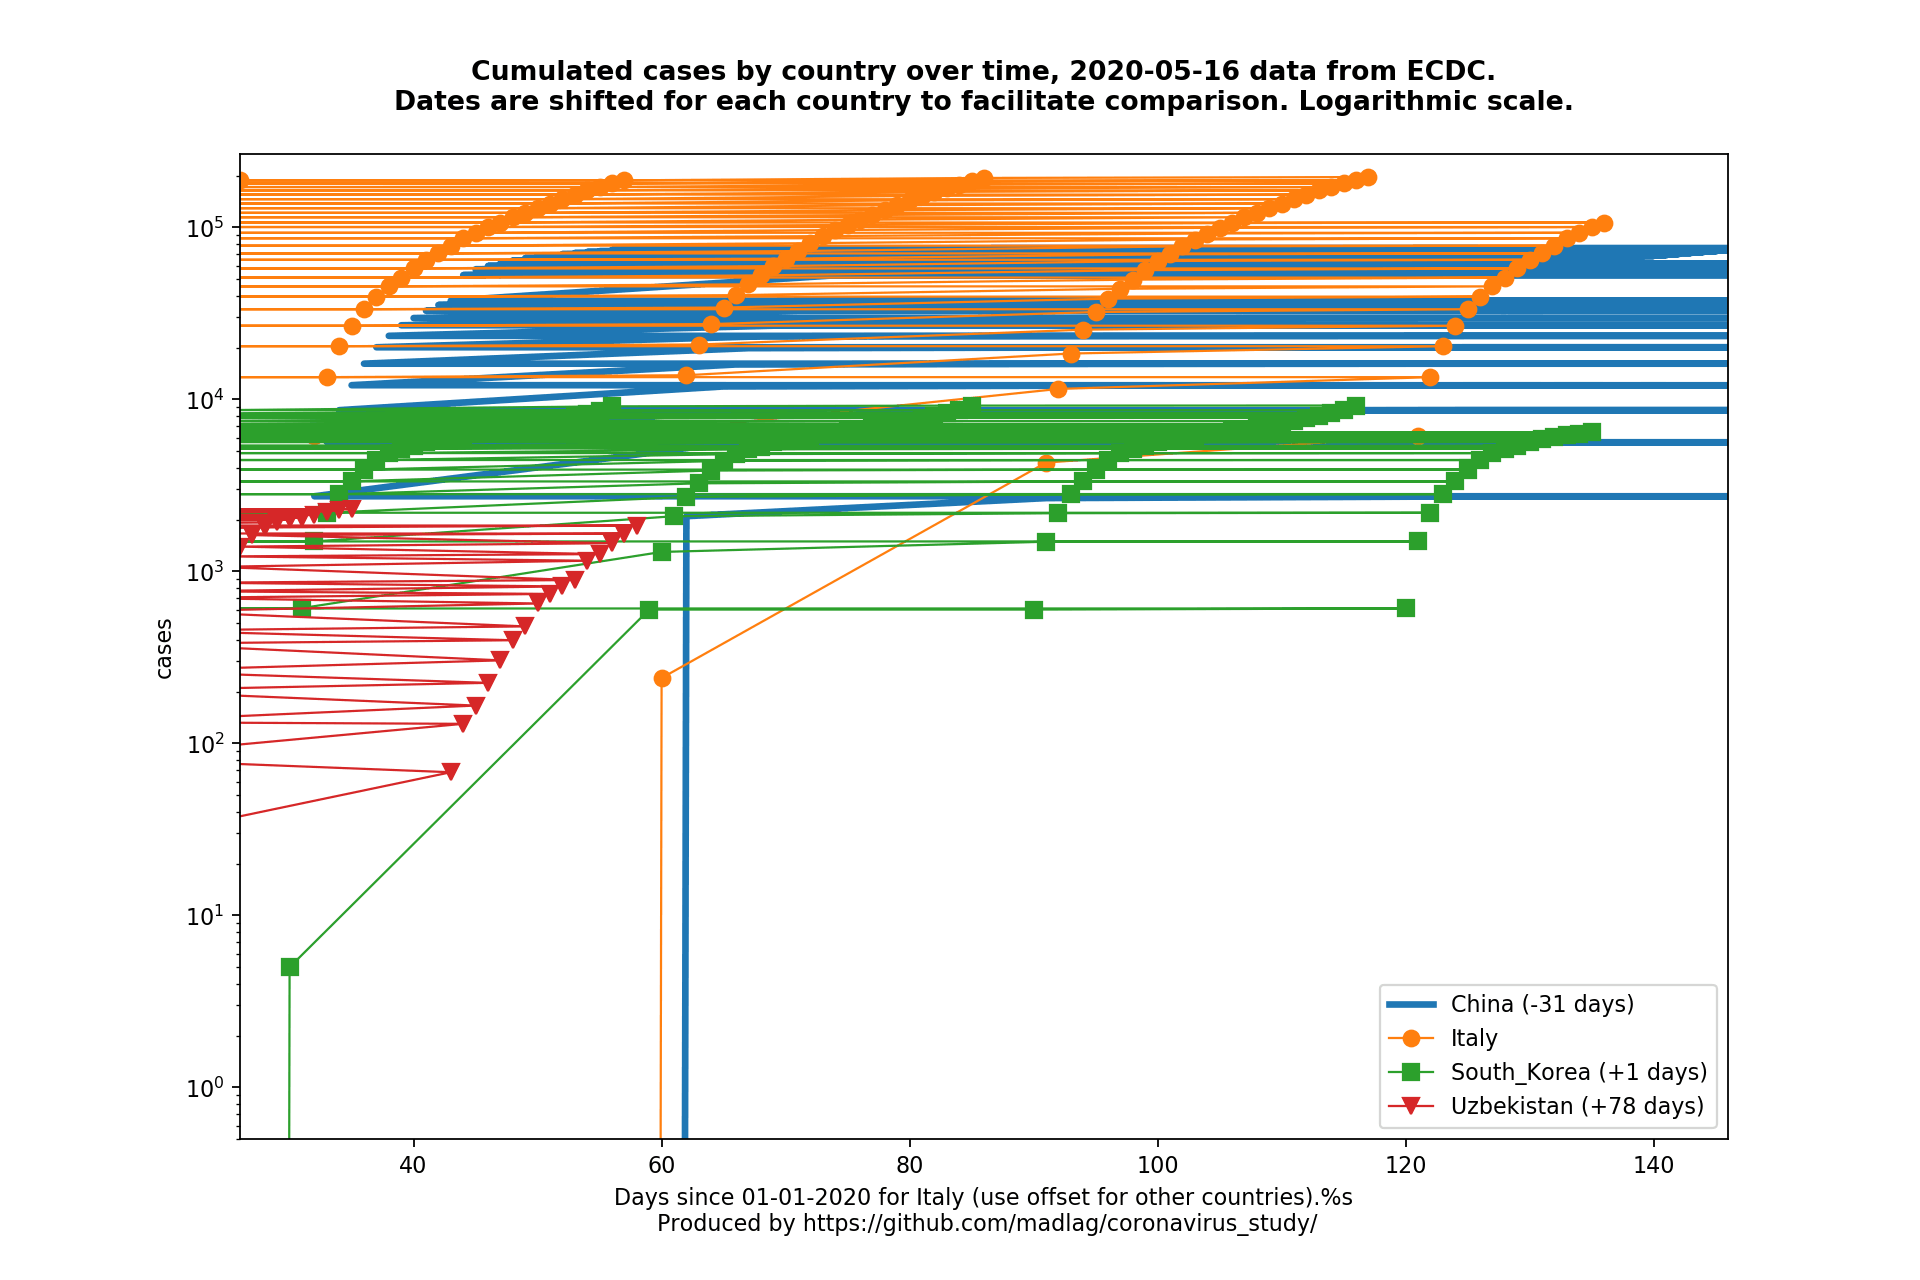 Cumulated cases by country over time, 2020-05-16 data from ECDC.
Dates are shifted for each country to facilitate comparison. Logarithmic scale.
10^5
10^4
10^3
10^2
10^1
10^0
cases
40 60 80 100 120 140
China (-31 days)
Italy
South_Korea (+1 days)
Uzbekistan (+78 days)
Days since 01-01-2020 for Italy (use offset for other countries).%s
Produced by https://github.com/madlag/coronavirus_study/